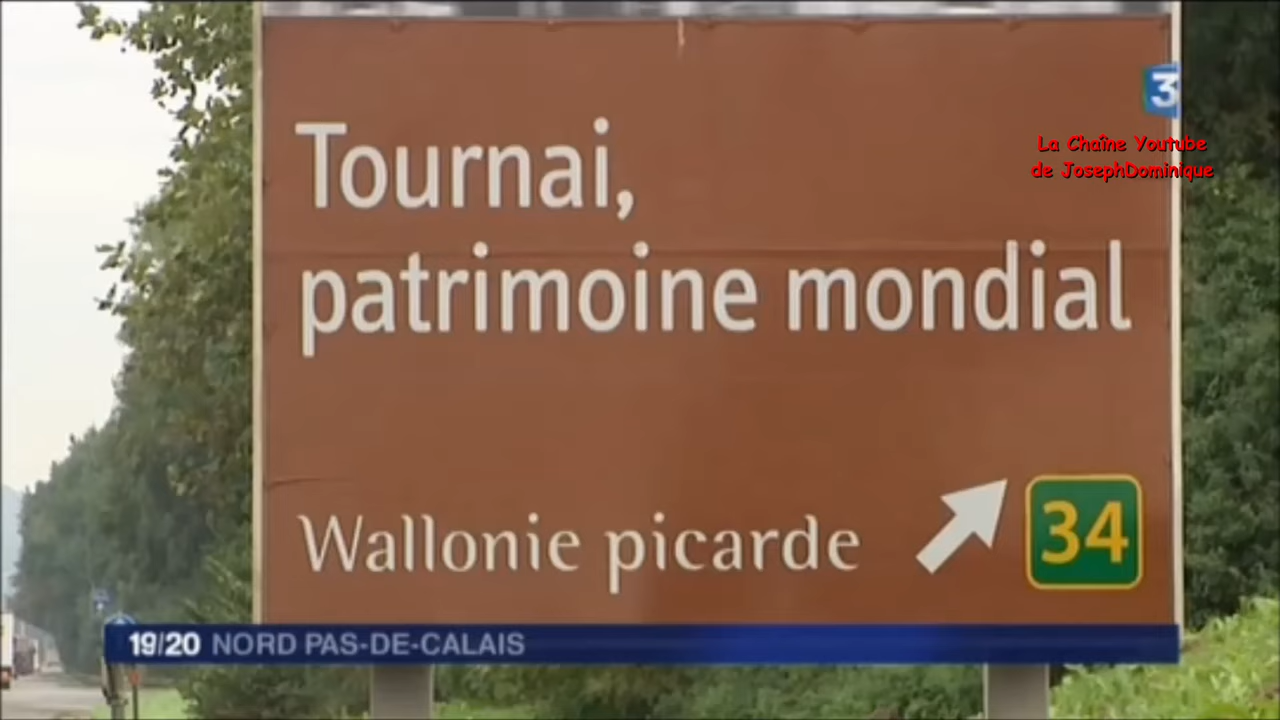 3
La Chaîne Youtube
de JosephDominique
Tournai,
patrimoine mondial
Wallonie picarde
34
19/20 NORD PAS-DE-CALAIS